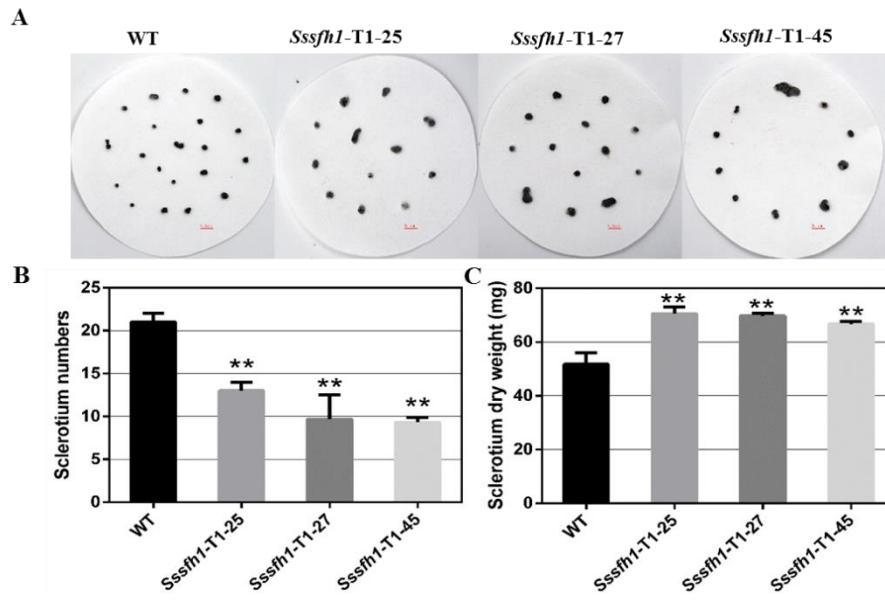 A
WT
Sssfh1-T1-25
Sssfh1-T1-27
Sssfh1-T1-45
B
Sclerotium numbers
25
20
15
10
5
0
**
**
**
WT
Sssfh1-T1-25
Sssfh1-T1-27
Sssfh1-T1-45
C
Sclerotium dry weight (mg)
80
60
40
20
0
**
**
**
WT
Sssfh1-T1-25
Sssfh1-T1-27
Sssfh1-T1-45